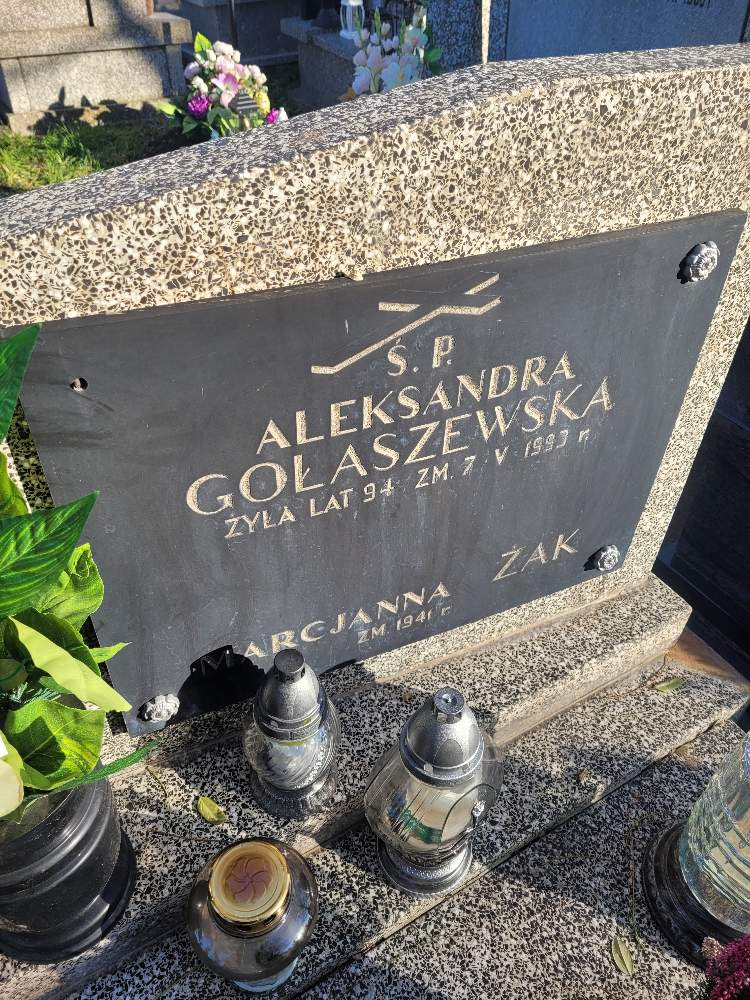 Ś. P.
ALEKSANDRA
GOŁASZEWSKA
ŻYŁA LAT 94 ZM. 7 V 1993 r.
MARCJANNA ŻAK
ZM. 1941 r.